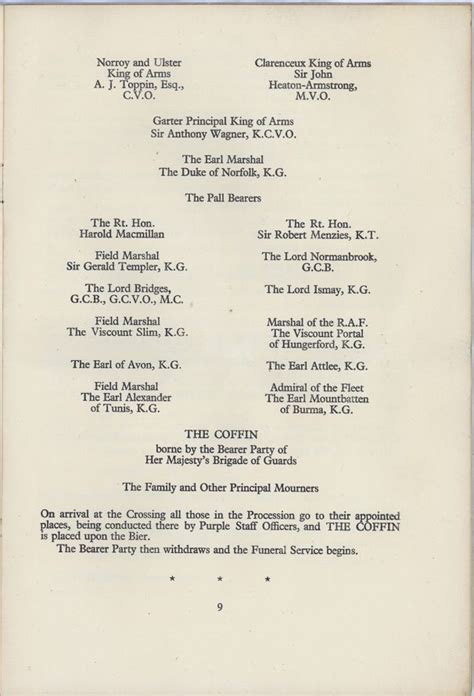 Norroy and Ulster
King of Arms
A. J. Toppin, Esq.,
C.V.O.
Clarenceux King of Arms
Sir John
Heaton-Armstrong,
M.V.O.
Garter Principal King of Arms
Sir Anthony Wagner, K.C.V.O.
The Earl Marshal
The Duke of Norfolk, K.G.
The Pall Bearers
The Rt. Hon.
Harold Macmillan
The Rt. Hon.
Sir Robert Menzies, K.T.
Field Marshal
Sir Gerald Templer, K.G.
The Lord Normanbrook,
G.C.B.
The Lord Bridges,
G.C.B., G.C.V.O., M.C.
The Lord Ismay, K.G.
Field Marshal
The Viscount Slim, K.G.
Marshal of the R.A.F.
The Viscount Portal
of Hungerford, K.G.
The Earl of Avon, K.G.
The Earl Attlee, K.G.
Field Marshal
The Earl Alexander
of Tunis, K.G.
Admiral of the Fleet
The Earl Mountbatten
of Burma, K.G.
THE COFFIN
borne by the Bearer Party of
Her Majesty's Brigade of Guards
The Family and Other Principal Mourners
On arrival at the Crossing all those in the Procession go to their appointed
places, being conducted there by Purple Staff Officers, and THE COFFIN
is placed upon the Bier.
The Bearer Party then withdraws and the Funeral Service begins.
* * *
9